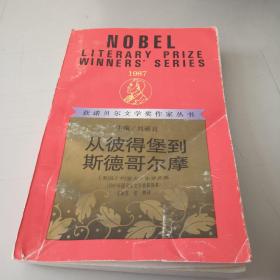 NOBEL
LITERARY PRIZE
WINNERS' SERIES
1987
获诺贝尔文学奖作家丛书
主编/刘硕良
从彼得堡到
斯德哥尔摩